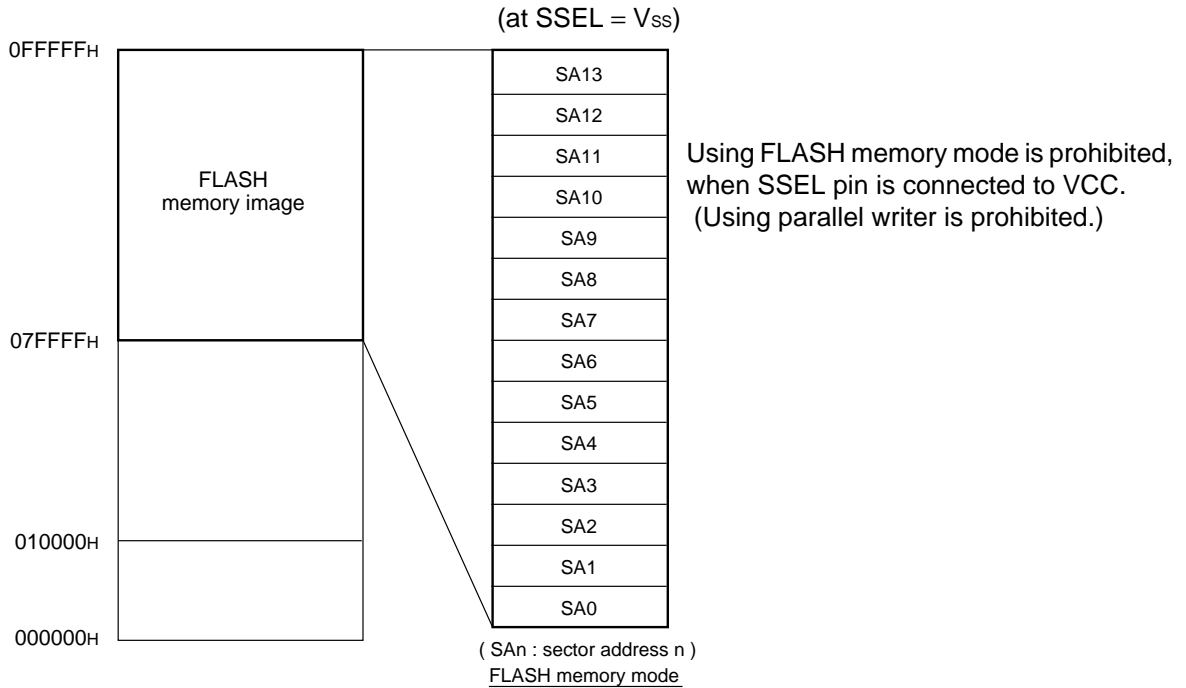 (at SSEL = VSS)
0FFFFFH
SA13
SA12
SA11
SA10
SA9
SA8
SA7
SA6
SA5
SA4
SA3
SA2
SA1
SA0
FLASH
memory image
Using FLASH memory mode is prohibited,
when SSEL pin is connected to VCC.
(Using parallel writer is prohibited.)
07FFFFH
010000H
000000H
( SAn : sector address n )
FLASH memory mode